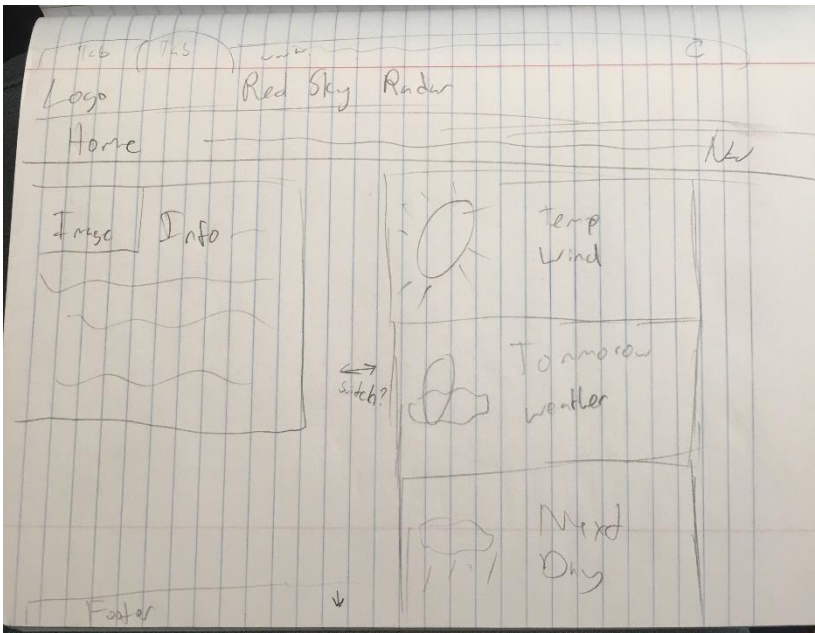 Tab Tab
Logo Red Sky Radar
Home Nav
Image Info
Temp
Wind
switch?
Tommorow
weather
Next
Day
Footer